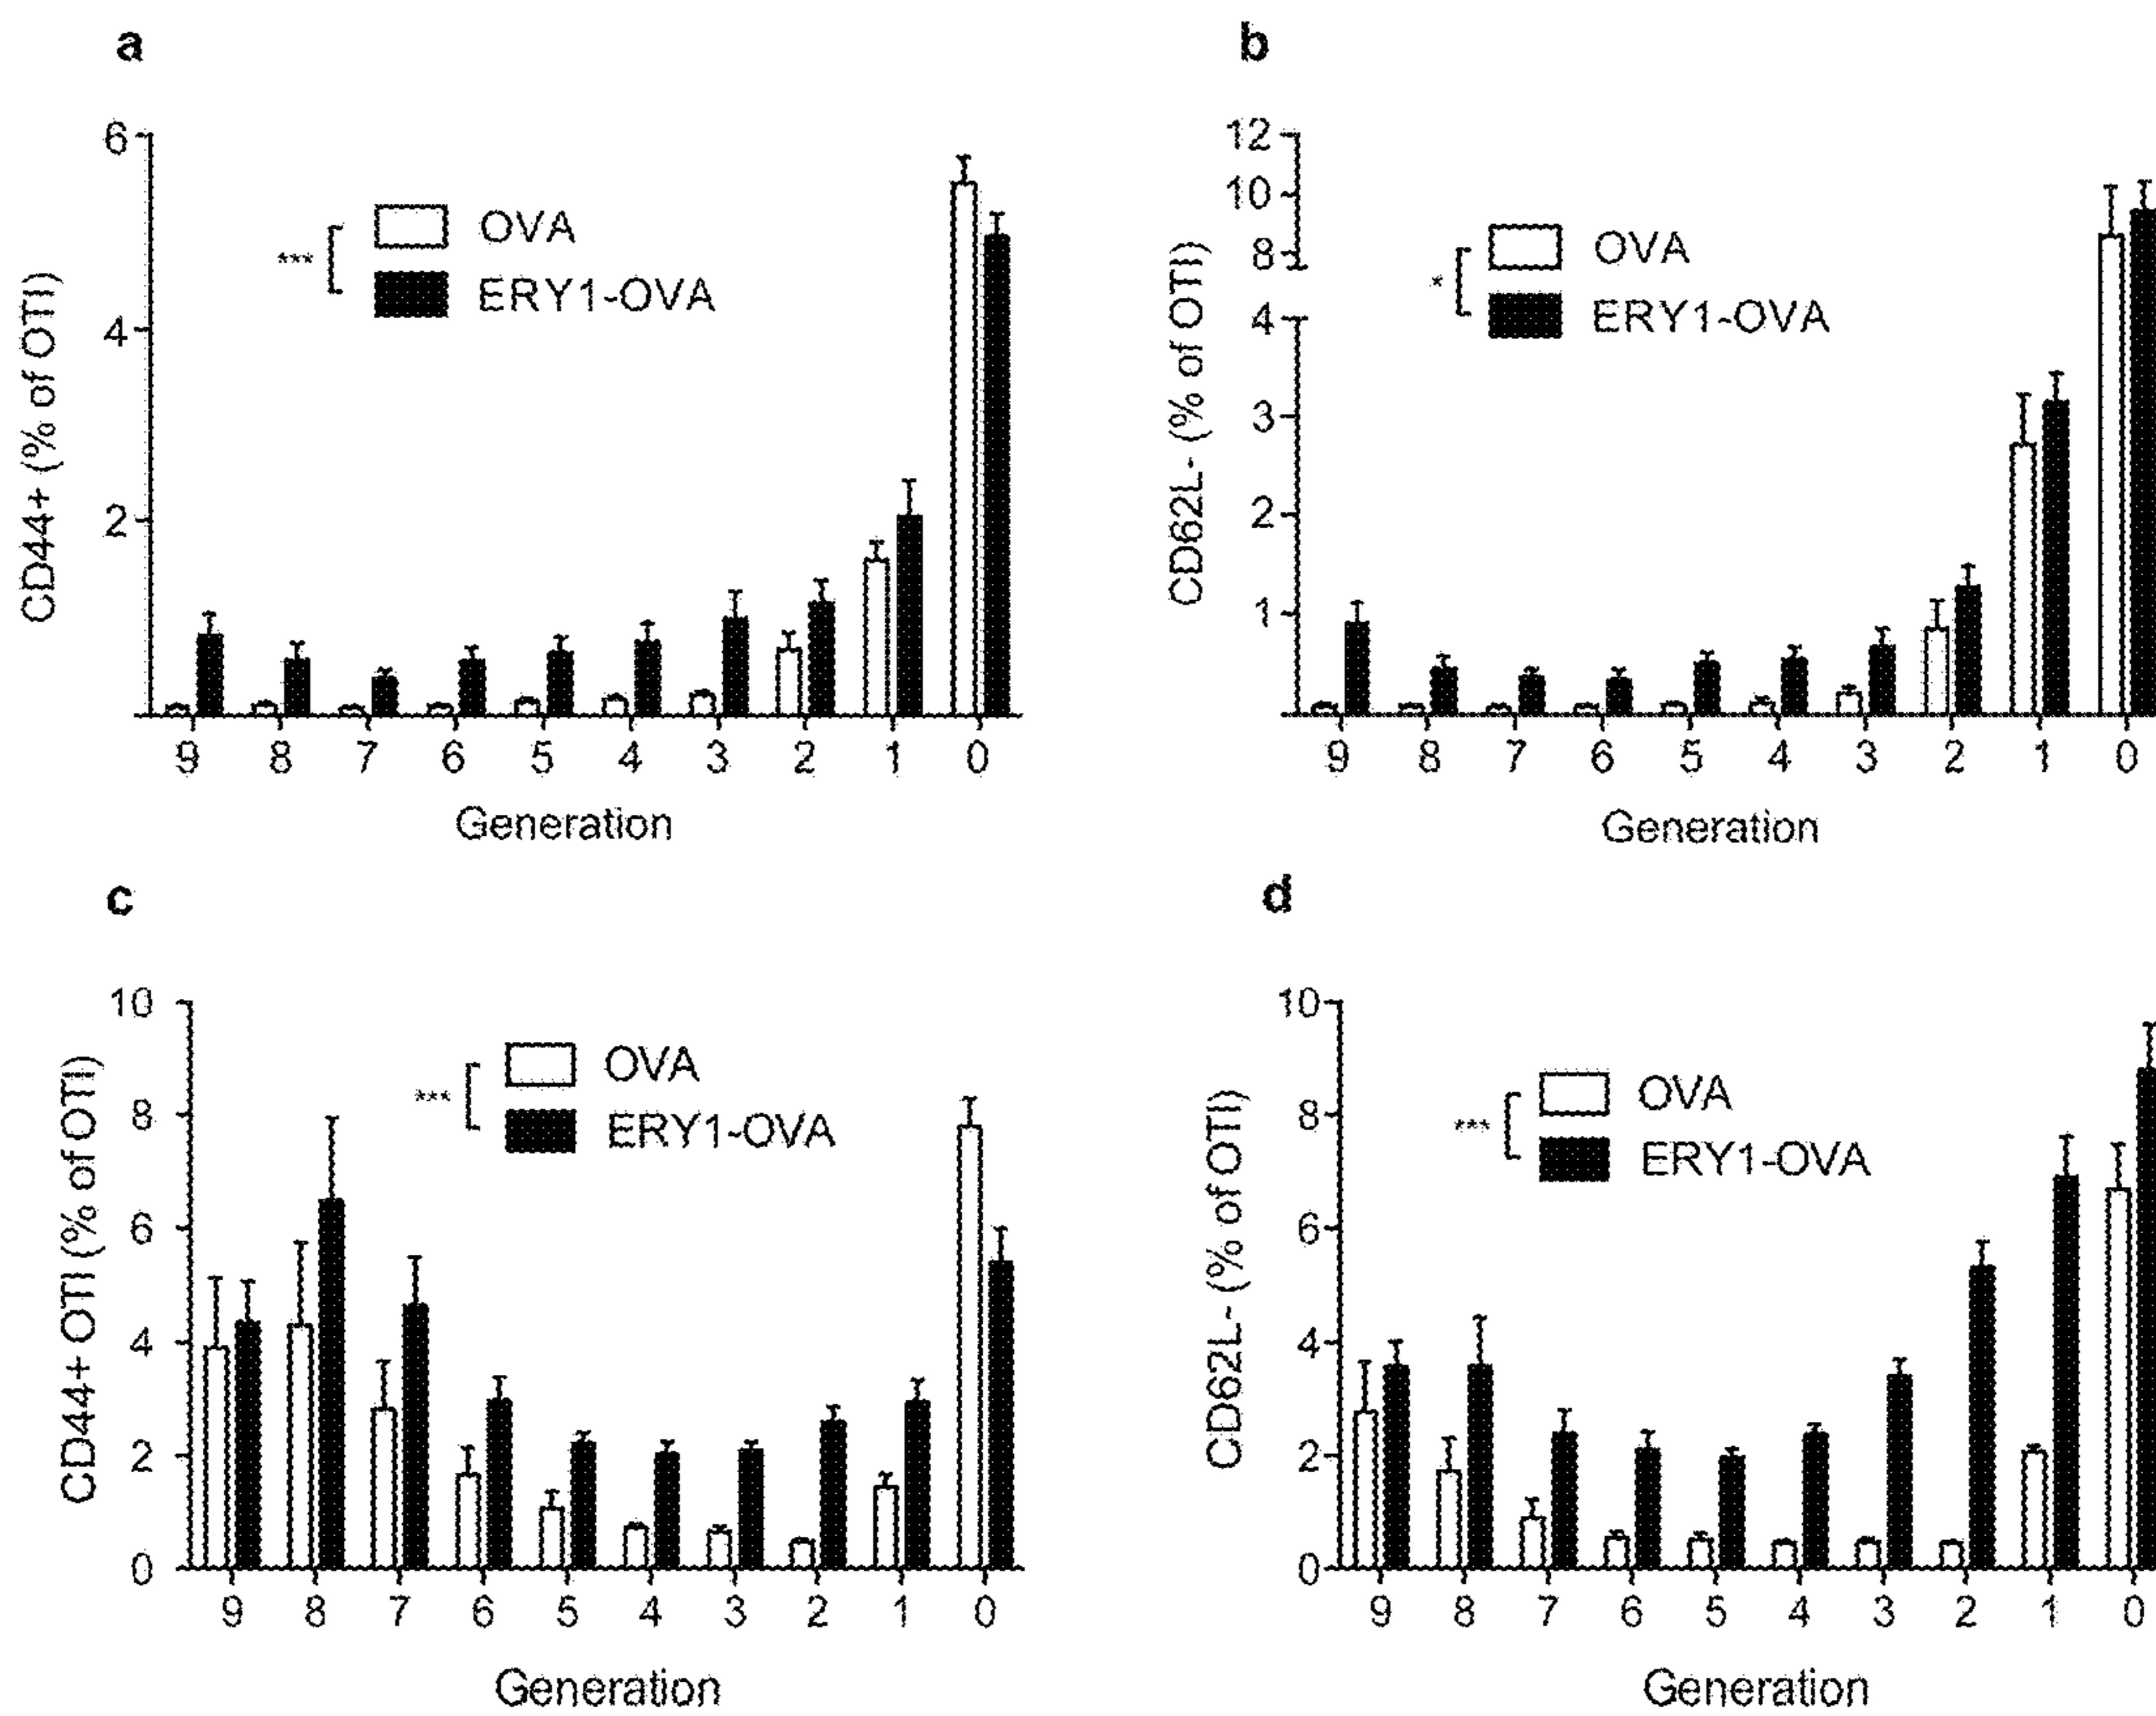 a
6
4
2
CD44+ (% of OTI)
*** OVA
ERY1-OVA
9 8 7 6 5 4 3 2 1 0
Generation
b
12
10
8
4
3
2
1
CD62L- (% of OTI)
* OVA
ERY1-OVA
9 8 7 6 5 4 3 2 1 0
Generation
c
10
8
6
4
2
0
CD44+ OTI (% of OTI)
*** OVA
ERY1-OVA
9 8 7 6 5 4 3 2 1 0
Generation
d
10
8
6
4
2
0
CD62L- (% of OTI)
*** OVA
ERY1-OVA
9 8 7 6 5 4 3 2 1 0
Generation